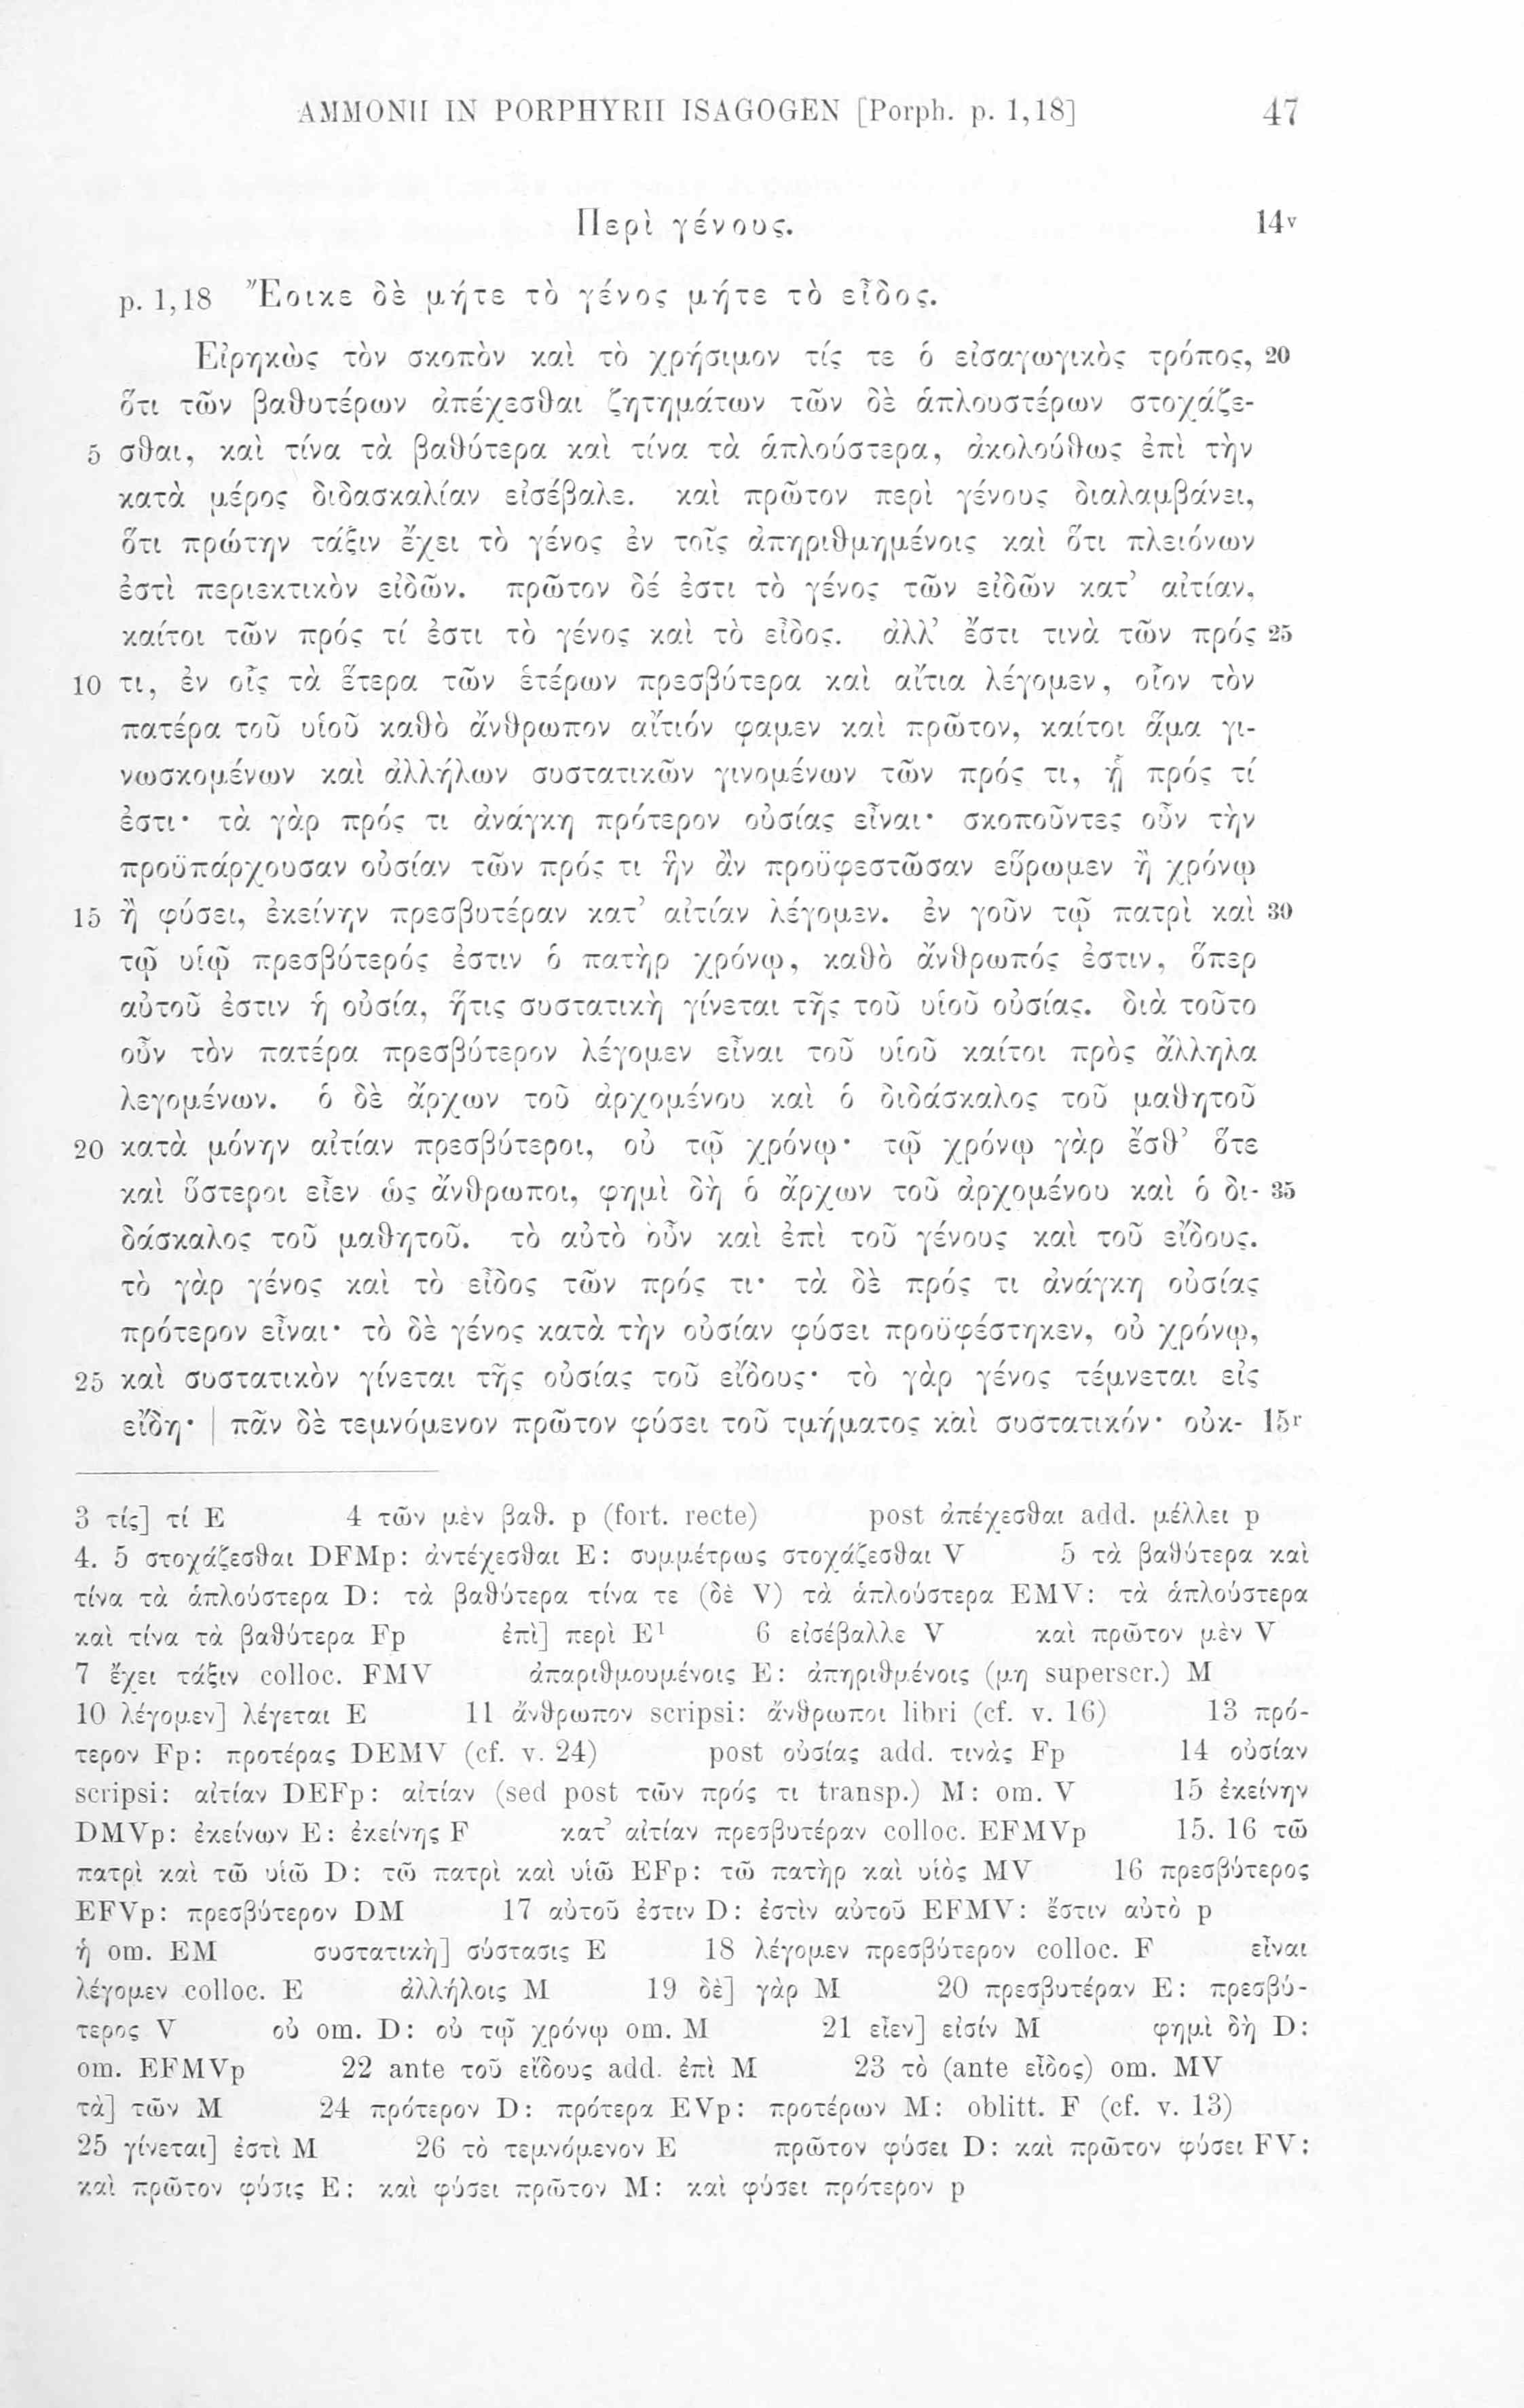 AMMONII IN PORPHYRII ISAGOGEN [Porph. p. 1,18] 47
Περὶ γένους. 14ᵛ
p. 1,18 Ἔοικε δὲ μήτε τὸ γένος μήτε τὸ εἶδος.
Εἰρηκὼς τὸν σκοπὸν καὶ τὸ χρήσιμον τίς τε ὁ εἰσαγωγικὸς τρόπος, 20
ὅτι τῶν βαθυτέρων ἀπέχεσθαι ζητημάτων τῶν δὲ ἁπλουστέρων στοχάζε-
5 σθαι, καὶ τίνα τὰ βαθύτερα καὶ τίνα τὰ ἁπλούστερα, ἀκολούθως ἐπὶ τὴν
κατὰ μέρος διδασκαλίαν εἰσέβαλε. καὶ πρῶτον περὶ γένους διαλαμβάνει,
ὅτι πρώτην τάξιν ἔχει τὸ γένος ἐν τοῖς ἀπηριθμημένοις καὶ ὅτι πλειόνων
ἐστὶ περιεκτικὸν εἰδῶν. πρῶτον δέ ἐστι τὸ γένος τῶν εἰδῶν κατ’ αἰτίαν,
καίτοι τῶν πρός τί ἐστι τὸ γένος καὶ τὸ εἶδος. ἀλλ’ ἔστι τινὰ τῶν πρός 25
10 τι, ἐν οἷς τὰ ἕτερα τῶν ἑτέρων πρεσβύτερα καὶ αἴτια λέγομεν, οἷον τὸν
πατέρα τοῦ υἱοῦ καθὸ ἄνθρωπον αἴτιόν φαμεν καὶ πρῶτον, καίτοι ἅμα γι-
νωσκομένων καὶ ἀλλήλων συστατικῶν γινομένων τῶν πρός τι, ᾗ πρός τί
ἐστι· τὰ γὰρ πρός τι ἀνάγκη πρότερον οὐσίας εἶναι· σκοποῦντες οὖν τὴν
προϋπάρχουσαν οὐσίαν τῶν πρός τι ἣν ἂν προϋφεστῶσαν εὕρωμεν ἢ χρόνῳ
15 ἢ φύσει, ἐκείνην πρεσβυτέραν κατ’ αἰτίαν λέγομεν. ἐν γοῦν τῷ πατρὶ καὶ 30
τῷ υἱῷ πρεσβύτερός ἐστιν ὁ πατὴρ χρόνῳ, καθὸ ἄνθρωπός ἐστιν, ὅπερ
αὐτοῦ ἐστιν ἡ οὐσία, ἥτις συστατικὴ γίνεται τῆς τοῦ υἱοῦ οὐσίας. διὰ τοῦτο
οὖν τὸν πατέρα πρεσβύτερον λέγομεν εἶναι τοῦ υἱοῦ καίτοι πρὸς ἄλληλα
λεγομένων. ὁ δὲ ἄρχων τοῦ ἀρχομένου καὶ ὁ διδάσκαλος τοῦ μαθητοῦ
20 κατὰ μόνην αἰτίαν πρεσβύτεροι, οὐ τῷ χρόνῳ· τῷ χρόνῳ γὰρ ἔσθ’ ὅτε
καὶ ὕστεροι εἶεν ὡς ἄνθρωποι, φημὶ δὴ ὁ ἄρχων τοῦ ἀρχομένου καὶ ὁ δι- 35
δάσκαλος τοῦ μαθητοῦ. τὸ αὐτὸ οὖν καὶ ἐπὶ τοῦ γένους καὶ τοῦ εἴδους.
τὸ γὰρ γένος καὶ τὸ εἶδος τῶν πρός τι· τὰ δὲ πρός τι ἀνάγκη οὐσίας
πρότερον εἶναι· τὸ δὲ γένος κατὰ τὴν οὐσίαν φύσει προϋφέστηκεν, οὐ χρόνῳ,
25 καὶ συστατικὸν γίνεται τῆς οὐσίας τοῦ εἴδους· τὸ γὰρ γένος τέμνεται εἰς
εἴδη· | πᾶν δὲ τεμνόμενον πρῶτον φύσει τοῦ τμήματος καὶ συστατικόν· οὐκ- 15ʳ
3 τίς] τί E 4 τῶν μὲν βαθ. p (fort. recte) post ἀπέχεσθαι add. μέλλει p
4. 5 στοχάζεσθαι DFMp: ἀντέχεσθαι E: συμμέτρως στοχάζεσθαι V 5 τὰ βαθύτερα καὶ
τίνα τὰ ἁπλούστερα D: τὰ βαθύτερα τίνα τε (δὲ V) τὰ ἁπλούστερα EMV: τὰ ἁπλούστερα
καὶ τίνα τὰ βαθύτερα Fp ἐπὶ] περὶ E¹ 6 εἰσέβαλλε V καὶ πρῶτον μὲν V
7 ἔχει τάξιν colloc. FMV ἀπαριθμουμένοις E: ἀπηριθμένοις (μη superscr.) M
10 λέγομεν] λέγεται E 11 ἄνθρωπον scripsi: ἄνθρωποι libri (cf. v. 16) 13 πρό-
τερον Fp: προτέρας DEMV (cf. v. 24) post οὐσίας add. τινὰς Fp 14 οὐσίαν
scripsi: αἰτίαν DEFp: αἰτίαν (sed post τῶν πρός τι transp.) M: om. V 15 ἐκείνην
DMVp: ἐκείνων E: ἐκείνης F κατ’ αἰτίαν πρεσβυτέραν colloc. EFMVp 15. 16 τῶ
πατρὶ καὶ τῶ υἱῶ D: τῶ πατρὶ καὶ υἱῶ EFp: τῶ πατὴρ καὶ υἱὸς MV 16 πρεσβύτερος
EFVp: πρεσβύτερον DM 17 αὐτοῦ ἐστιν D: ἐστὶν αὐτοῦ EFMV: ἔστιν αὐτὸ p
ἡ om. EM συστατικὴ] σύστασις E 18 λέγομεν πρεσβύτερον colloc. F εἶναι
λέγομεν colloc. E ἀλλήλοις M 19 δὲ] γὰρ M 20 πρεσβυτέραν E: πρεσβύ-
τερος V οὐ om. D: οὐ τῷ χρόνῳ om. M 21 εἶεν] εἰσίν M φημὶ δὴ D:
om. EFMVp 22 ante τοῦ εἴδους add. ἐπὶ M 23 τὸ (ante εἶδος) om. MV
τὰ] τῶν M 24 πρότερον D: πρότερα EVp: προτέρων M: oblitt. F (cf. v. 13)
25 γίνεται] ἐστὶ M 26 τὸ τεμνόμενον E πρῶτον φύσει D: καὶ πρῶτον φύσει FV:
καὶ πρῶτον φύσις E: καὶ φύσει πρῶτον M: καὶ φύσει πρότερον p